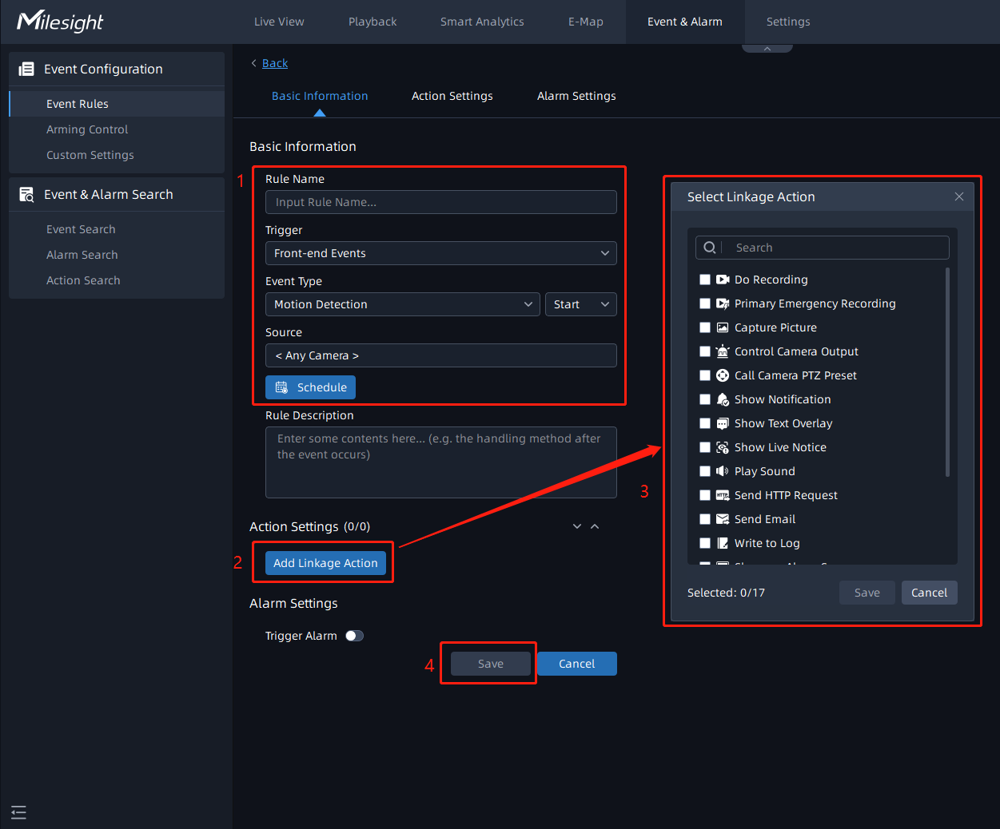 Milesight
Live View
Playback
Smart Analytics
E-Map
Event & Alarm
Settings
Event Configuration
Event Rules
Arming Control
Custom Settings
Event & Alarm Search
Event Search
Alarm Search
Action Search
Back
Basic Information
Action Settings
Alarm Settings
Basic Information
1
Rule Name
Input Rule Name...
Trigger
Front-end Events
Event Type
Motion Detection
Start
Source
< Any Camera >
Schedule
Rule Description
Enter some contents here... (e.g. the handling method after
the event occurs)
Action Settings (0/0)
2
Add Linkage Action
Alarm Settings
Trigger Alarm
4
Save
Cancel
3
Select Linkage Action
Search
Do Recording
Primary Emergency Recording
Capture Picture
Control Camera Output
Call Camera PTZ Preset
Show Notification
Show Text Overlay
Show Live Notice
Play Sound
Send HTTP Request
Send Email
Write to Log
Selected: 0/17
Save
Cancel